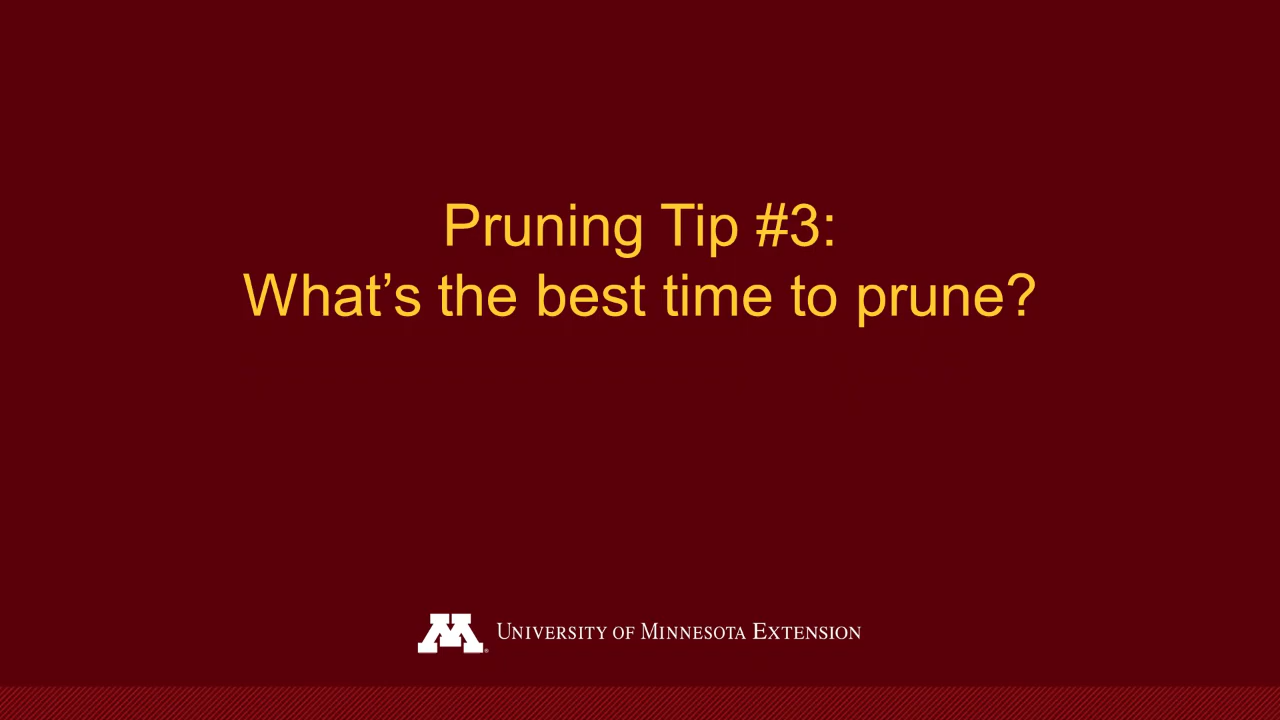 Pruning Tip #3:
What’s the best time to prune?
M
UNIVERSITY OF MINNESOTA EXTENSION